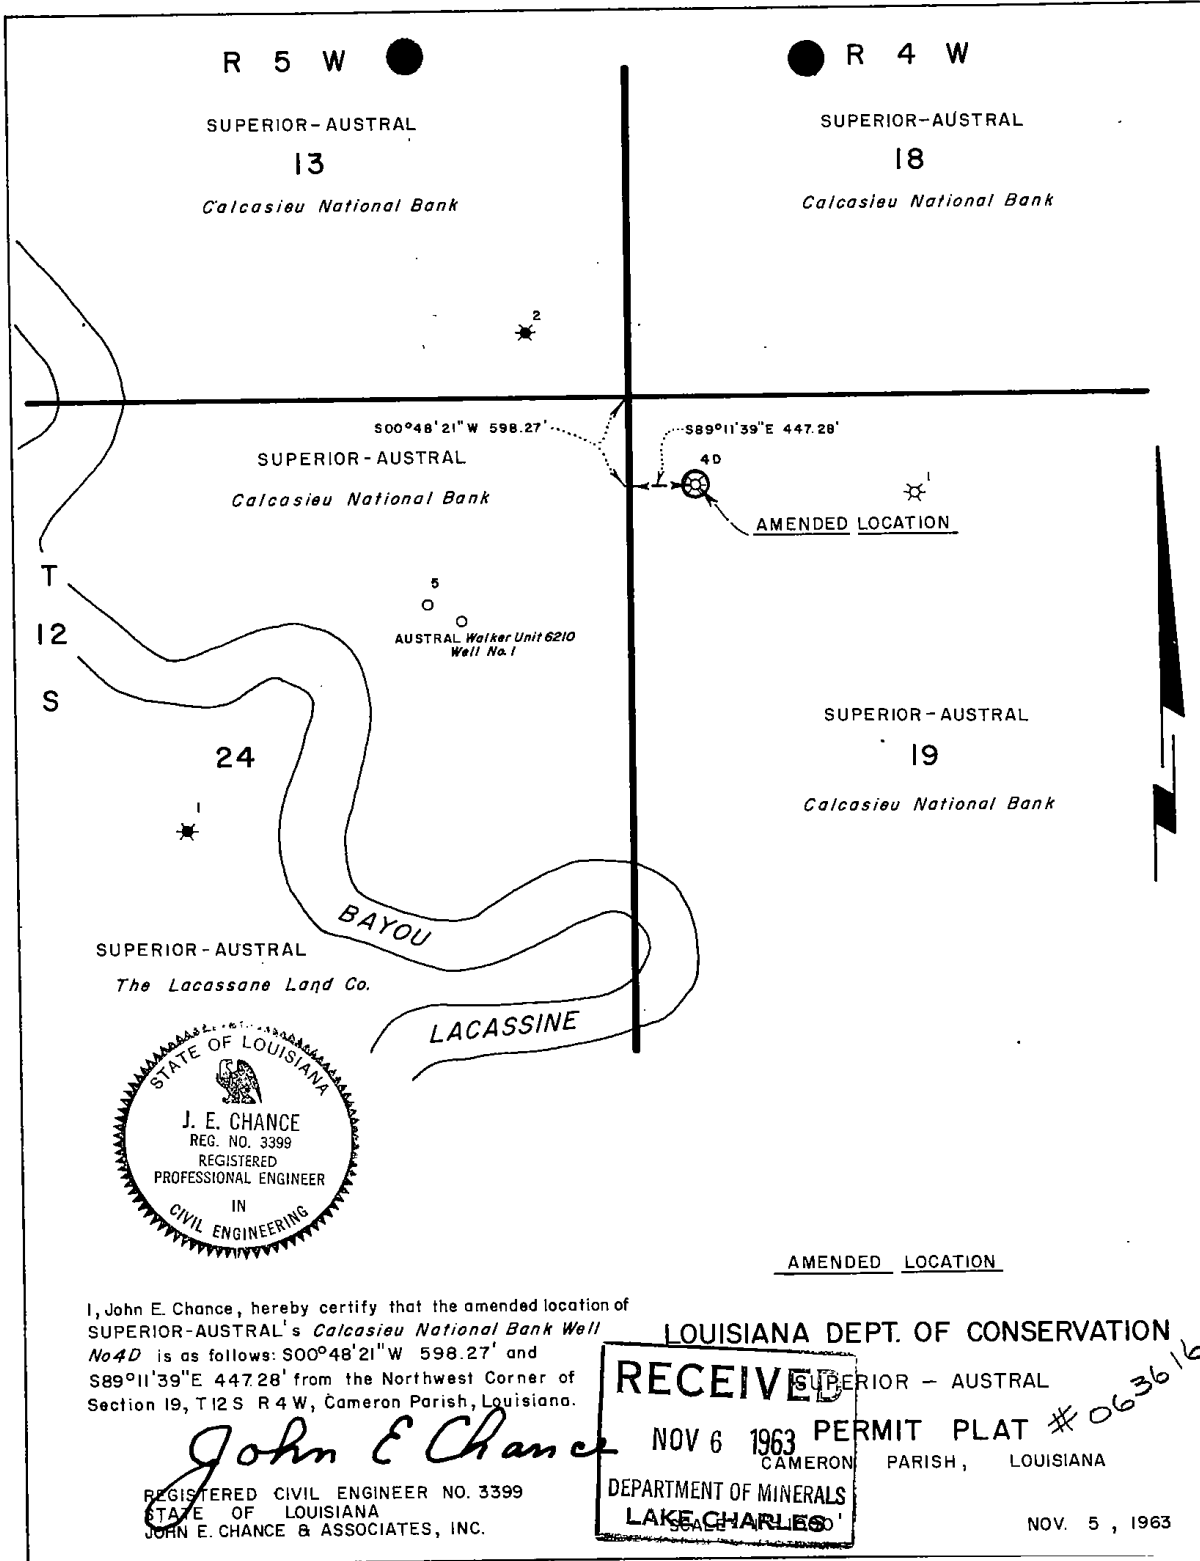 R 5 W
R 4 W
SUPERIOR-AUSTRAL
13
Calcasieu National Bank
SUPERIOR-AUSTRAL
18
Calcasieu National Bank
2
S00°48'21"W 598.27'
S89°11'39"E 447.28'
SUPERIOR-AUSTRAL
Calcasieu National Bank
4D
1
AMENDED LOCATION
T
12
S
5
AUSTRAL Walker Unit 6210
Well No. 1
24
1
SUPERIOR-AUSTRAL
19
Calcasieu National Bank
BAYOU
LACASSINE
SUPERIOR-AUSTRAL
The Lacassane Land Co.
STATE OF LOUISIANA
J. E. CHANCE
REG. NO. 3399
REGISTERED
PROFESSIONAL ENGINEER
IN
CIVIL ENGINEERING
AMENDED LOCATION
I, John E. Chance, hereby certify that the amended location of
SUPERIOR-AUSTRAL's Calcasieu National Bank Well
No4D is as follows: S00°48'21"W 598.27' and
S89°11'39"E 447.28' from the Northwest Corner of
Section 19, T12S R4W, Cameron Parish, Louisiana.
John E Chance
REGISTERED CIVIL ENGINEER NO. 3399
STATE OF LOUISIANA
JOHN E. CHANCE & ASSOCIATES, INC.
LOUISIANA DEPT. OF CONSERVATION
SUPERIOR - AUSTRAL
PERMIT PLAT # 063616
CAMERON PARISH, LOUISIANA
RECEIVED
NOV 6 1963
DEPARTMENT OF MINERALS
LAKE CHARLES
SCALE
NOV. 5, 1963